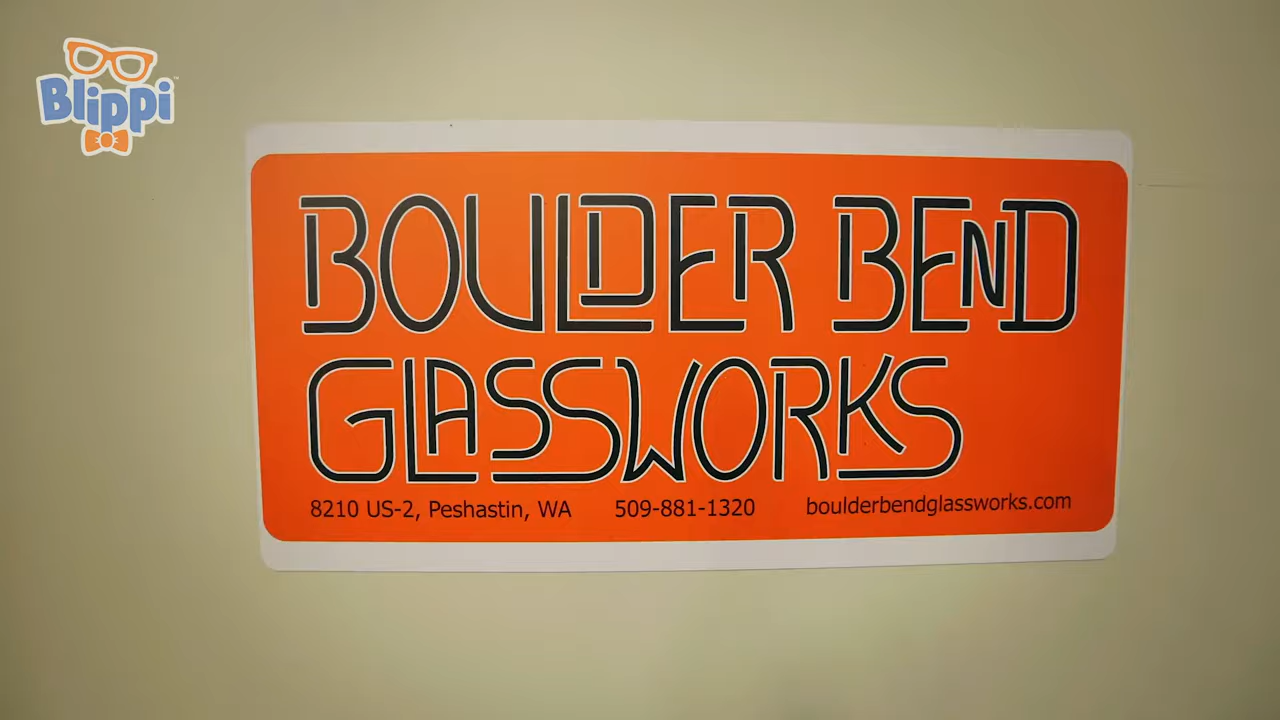 Blippi
BOULDER BEND
GLASSWORKS
8210 US-2, Peshastin, WA 509-881-1320 boulderbendglassworks.com